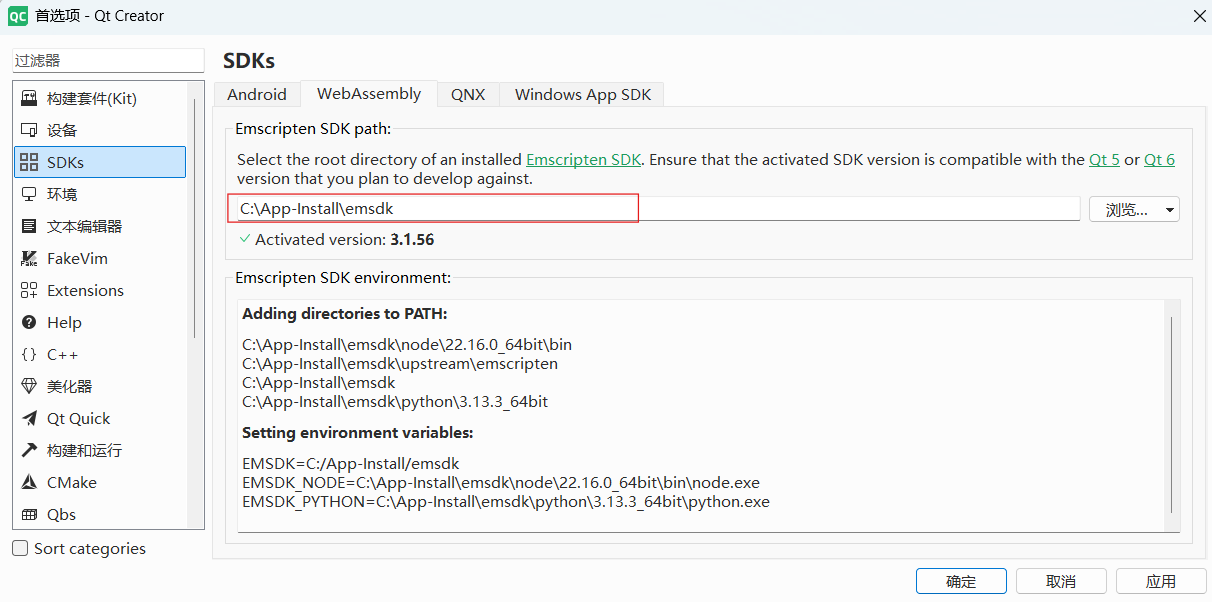 QC 首选项 - Qt Creator
过滤器
构建套件(Kit)
设备
SDKs
环境
文本编辑器
FakeVim
Extensions
Help
C++
美化器
Qt Quick
构建和运行
CMake
Qbs
Sort categories
SDKs
Android WebAssembly QNX Windows App SDK
Emscripten SDK path:
Select the root directory of an installed Emscripten SDK. Ensure that the activated SDK version is compatible with the Qt 5 or Qt 6
version that you plan to develop against.
C:\App-Install\emsdk 浏览...
Activated version: 3.1.56
Emscripten SDK environment:
Adding directories to PATH:
C:\App-Install\emsdk\node\22.16.0_64bit\bin
C:\App-Install\emsdk\upstream\emscripten
C:\App-Install\emsdk
C:\App-Install\emsdk\python\3.13.3_64bit
Setting environment variables:
EMSDK=C:/App-Install/emsdk
EMSDK_NODE=C:\App-Install\emsdk\node\22.16.0_64bit\bin\node.exe
EMSDK_PYTHON=C:\App-Install\emsdk\python\3.13.3_64bit\python.exe
确定 取消 应用